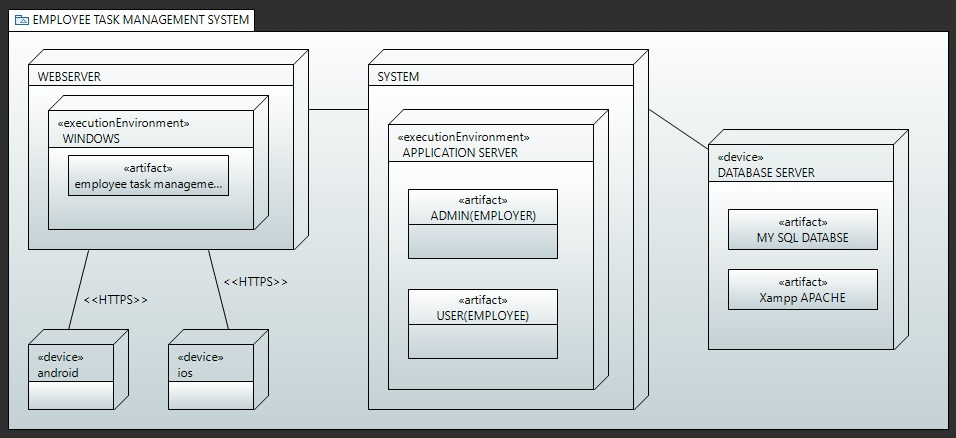 EMPLOYEE TASK MANAGEMENT SYSTEM
WEBSERVER
«executionEnvironment»
WINDOWS
«artifact»
employee task manageme...
<<HTTPS>>
<<HTTPS>>
«device»
android
«device»
ios
SYSTEM
«executionEnvironment»
APPLICATION SERVER
«artifact»
ADMIN(EMPLOYER)
«artifact»
USER(EMPLOYEE)
«device»
DATABASE SERVER
«artifact»
MY SQL DATABSE
«artifact»
Xampp APACHE